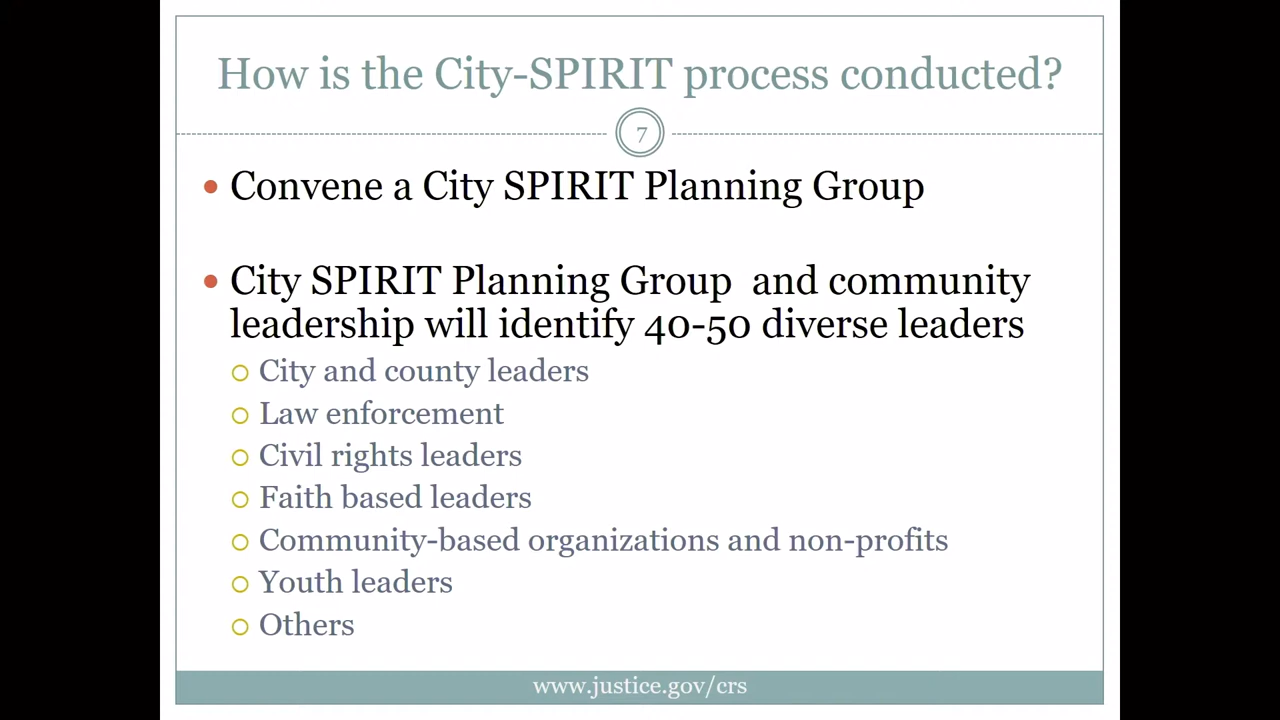 How is the City-SPIRIT process conducted?
7
Convene a City SPIRIT Planning Group
City SPIRIT Planning Group  and community
leadership will identify 40-50 diverse leaders
City and county leaders
Law enforcement
Civil rights leaders
Faith based leaders
Community-based organizations and non-profits
Youth leaders
Others
www.justice.gov/crs